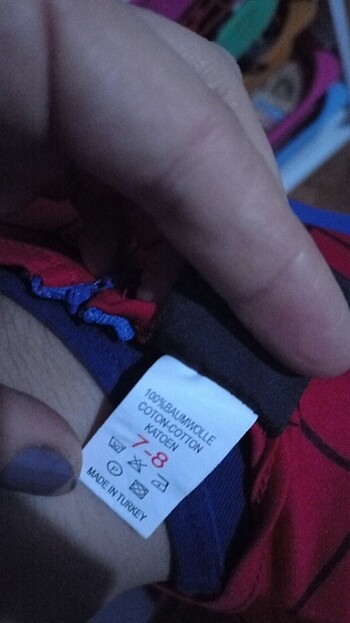 100%BAUMWOLLE
COTON-COTTON
KATOEN
7-8
P
MADE IN TURKEY